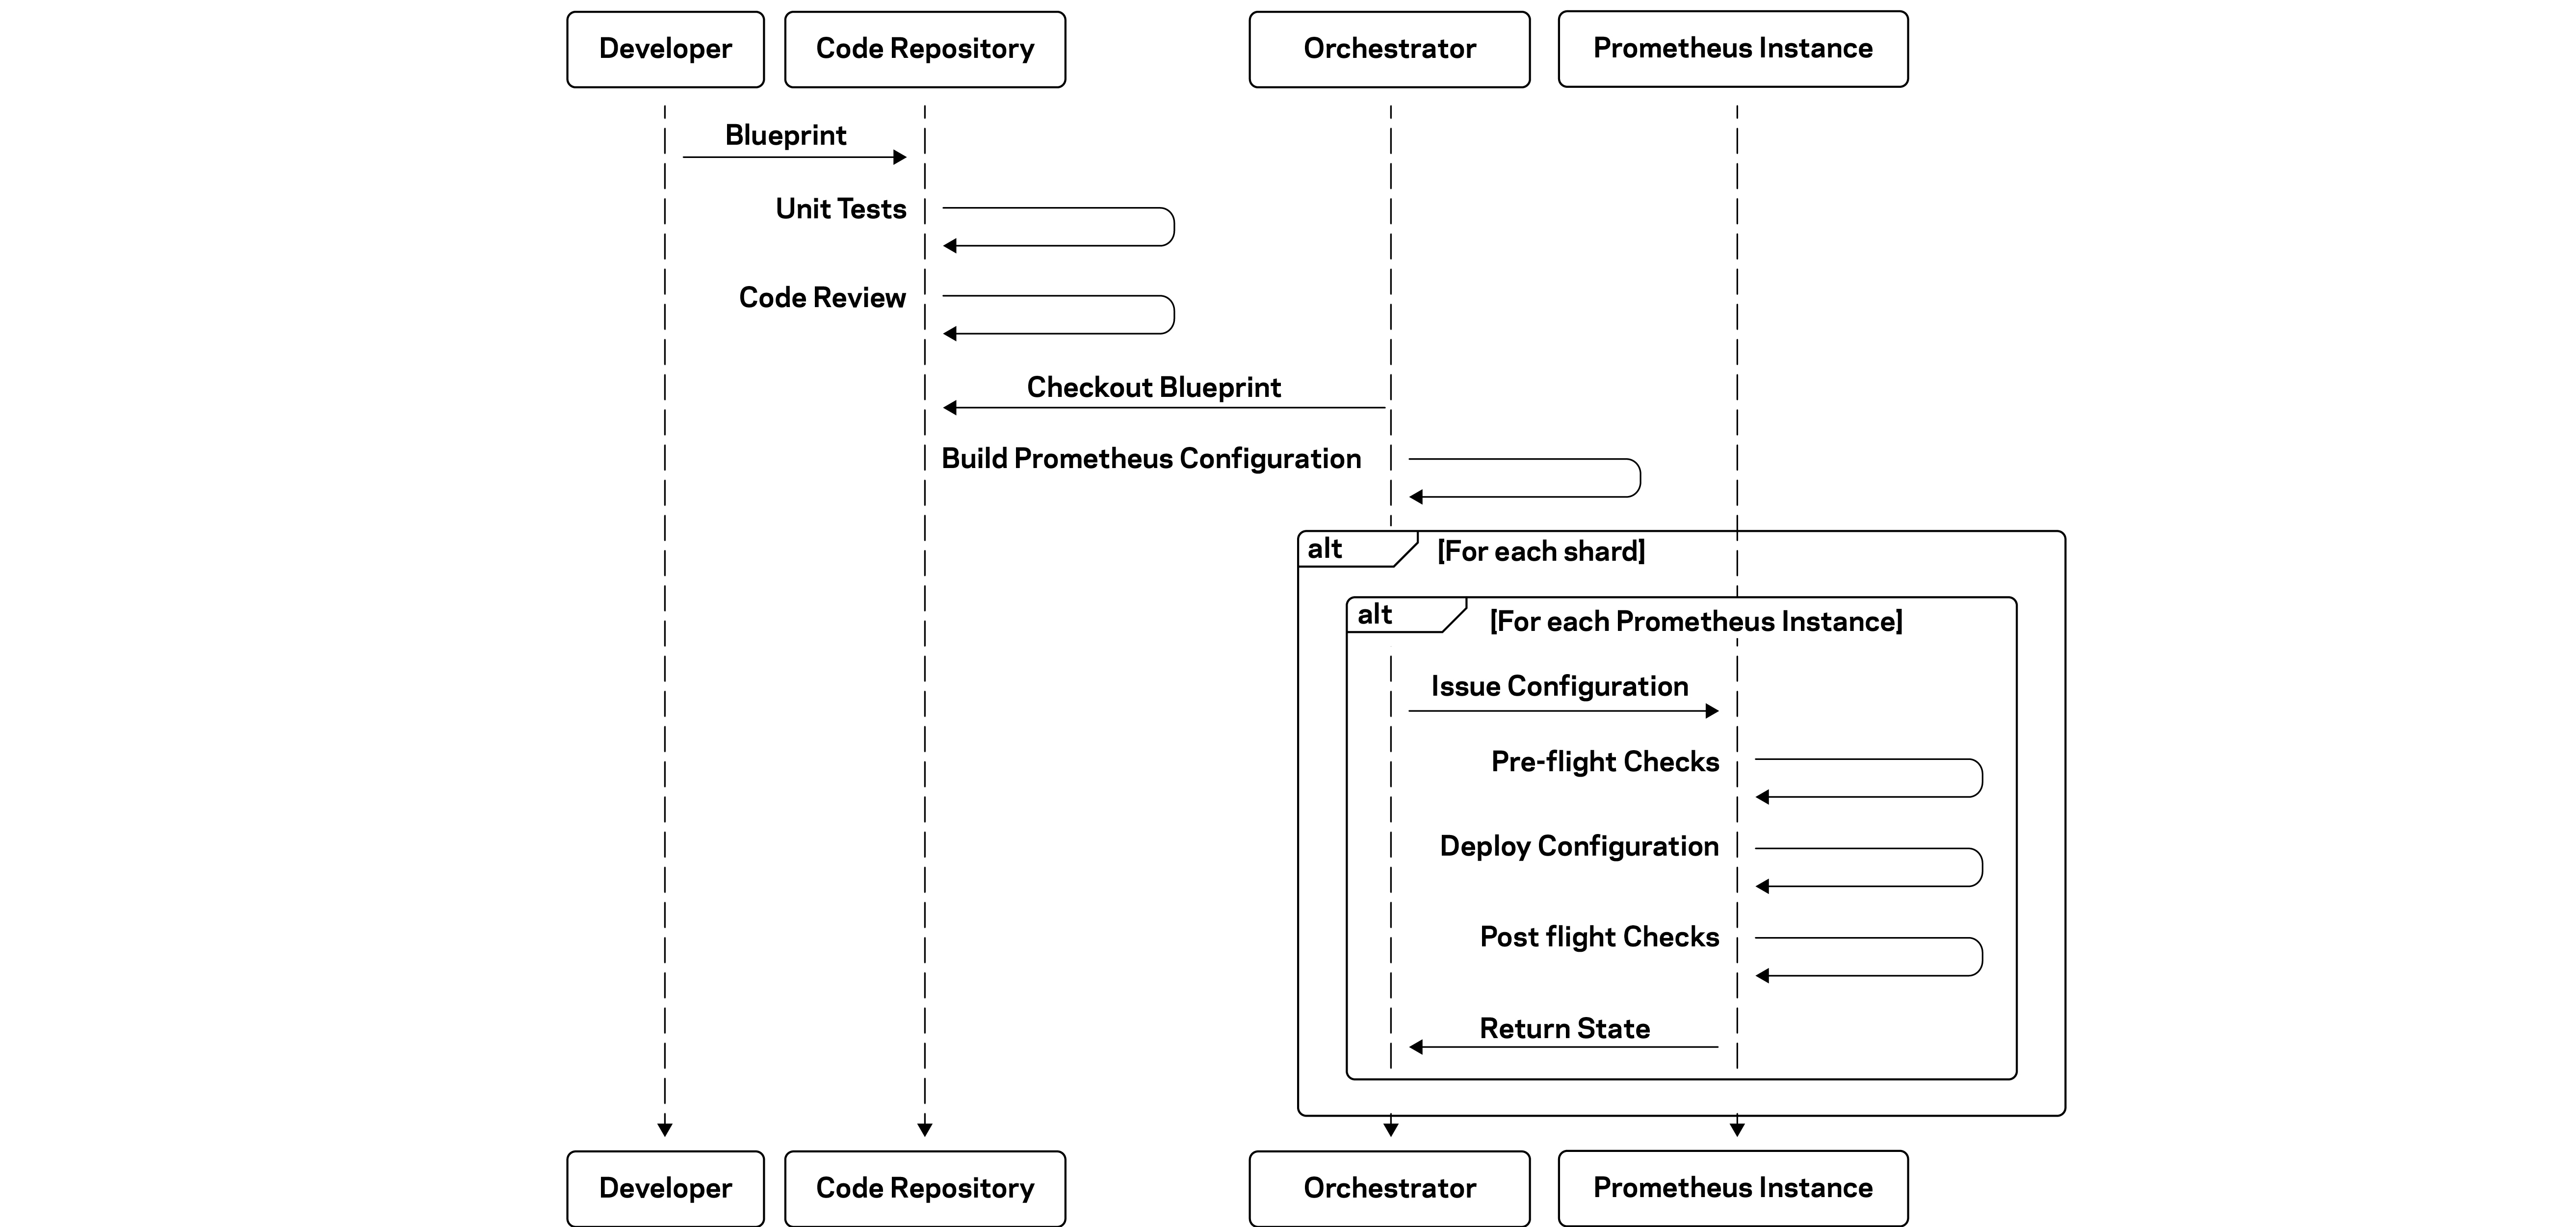 Developer
Code Repository
Orchestrator
Prometheus Instance
Blueprint
Unit Tests
Code Review
Checkout Blueprint
Build Prometheus Configuration
alt
[For each shard]
alt
[For each Prometheus Instance]
Issue Configuration
Pre-flight Checks
Deploy Configuration
Post flight Checks
Return State
Developer
Code Repository
Orchestrator
Prometheus Instance